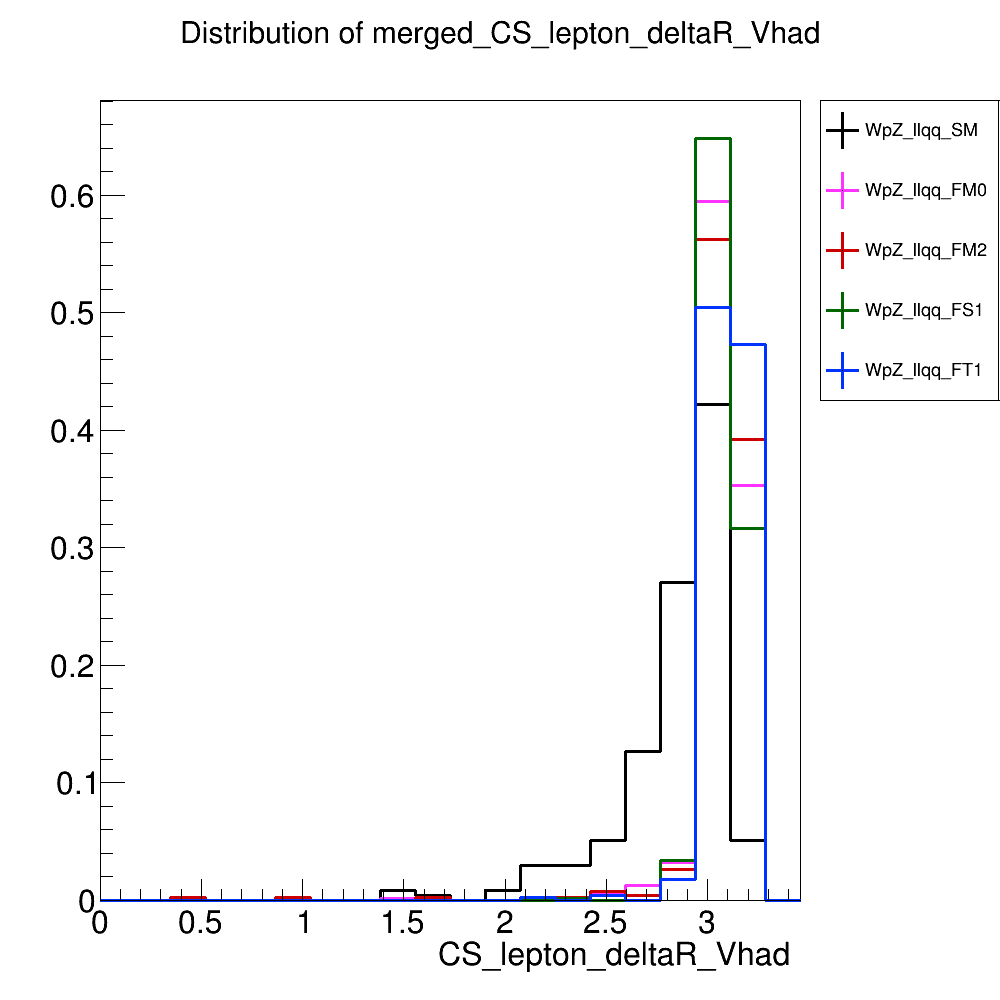 Distribution of merged_CS_lepton_deltaR_Vhad
WpZ_llqq_SM
WpZ_llqq_FM0
WpZ_llqq_FM2
WpZ_llqq_FS1
WpZ_llqq_FT1
0.6
0.5
0.4
0.3
0.2
0.1
0
0 0.5 1 1.5 2 2.5 3
CS_lepton_deltaR_Vhad